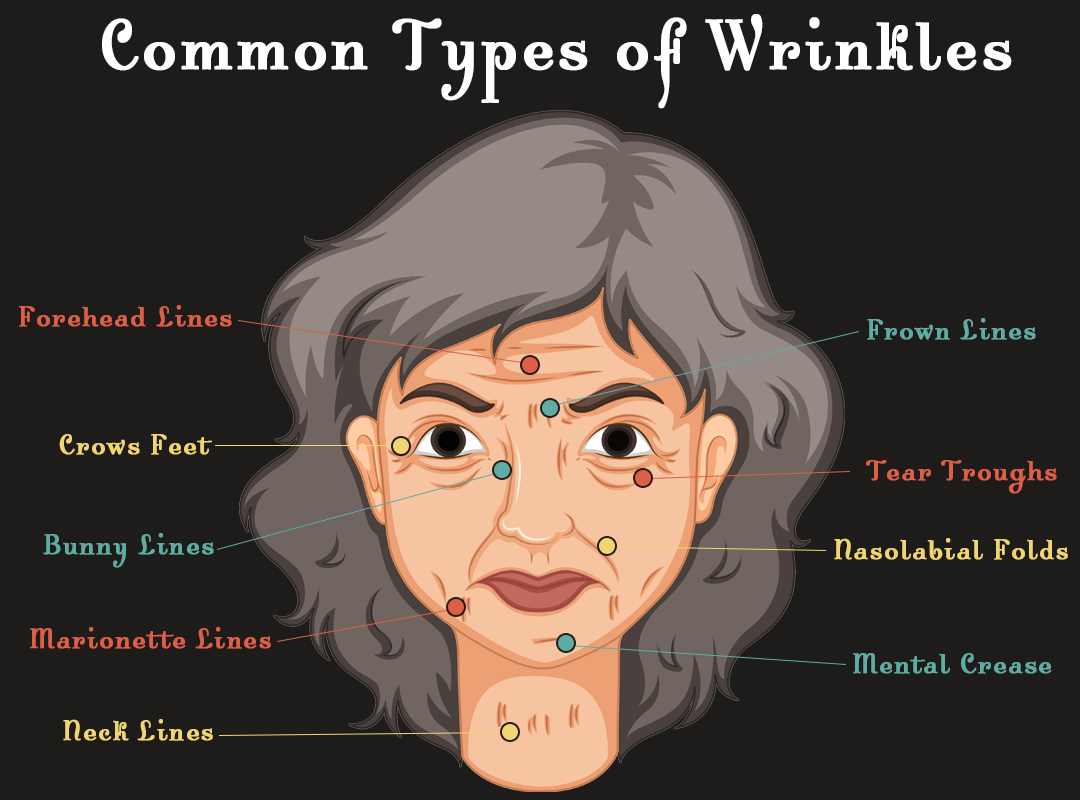 Common Types of Wrinkles
Forehead Lines
Frown Lines
Crows Feet
Tear Troughs
Bunny Lines
Nasolabial Folds
Marionette Lines
Mental Crease
Neck Lines